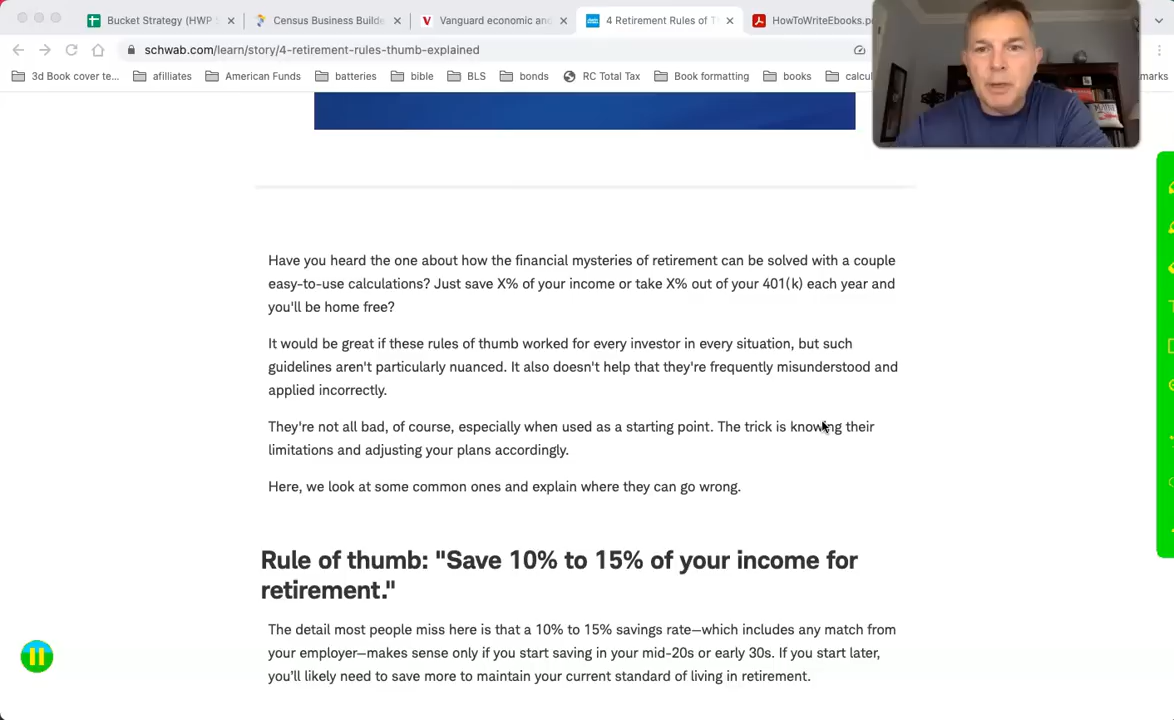 Bucket Strategy (HWP
Census Business Builde
Vanguard economic an
4 Retirement Rules of T
HowToWriteEbooks.p
schwab.com/learn/story/4-retirement-rules-thumb-explained
3d Book cover te...
afilliates
American Funds
batteries
bible
BLS
bonds
RC Total Tax
Book formatting
books
calcul
marks
Have you heard the one about how the financial mysteries of retirement can be solved with a couple
easy-to-use calculations? Just save X% of your income or take X% out of your 401(k) each year and
you'll be home free?
It would be great if these rules of thumb worked for every investor in every situation, but such
guidelines aren't particularly nuanced. It also doesn't help that they're frequently misunderstood and
applied incorrectly.
They're not all bad, of course, especially when used as a starting point. The trick is knowing their
limitations and adjusting your plans accordingly.
Here, we look at some common ones and explain where they can go wrong.
Rule of thumb: "Save 10% to 15% of your income for
retirement."
The detail most people miss here is that a 10% to 15% savings rate—which includes any match from
your employer—makes sense only if you start saving in your mid-20s or early 30s. If you start later,
you'll likely need to save more to maintain your current standard of living in retirement.